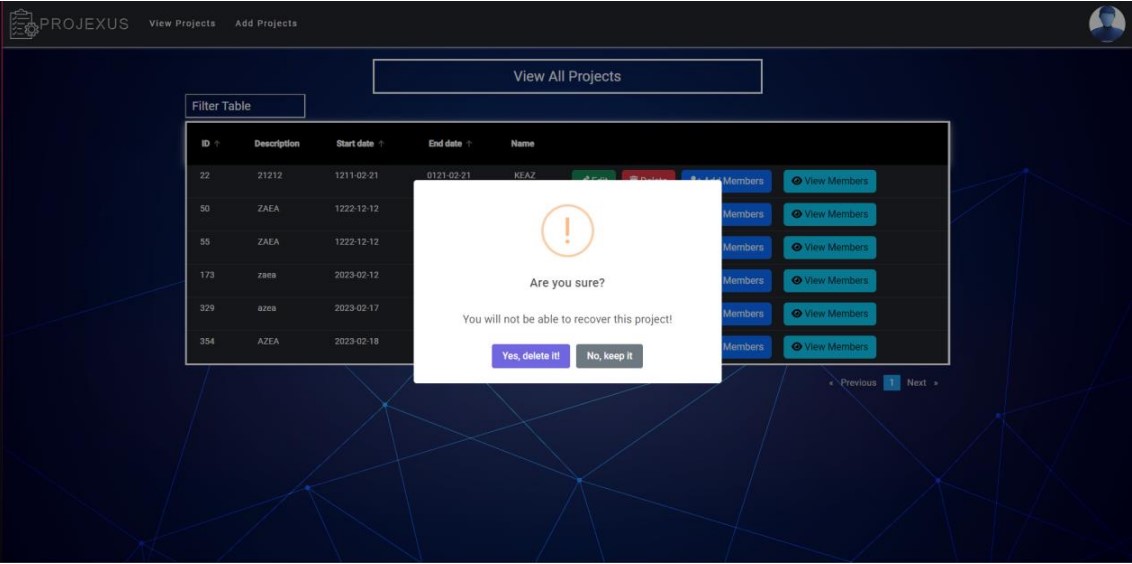 PROJEXUS View Projects Add Projects
View All Projects
Filter Table
ID ↑ Description Start date ↑ End date ↑ Name
22 21212 1211-02-21 0121-02-21 KEAZ Edit Delete Add Members View Members
50 ZAEA 1222-12-12 Members View Members
55 ZAEA 1222-12-12 Members View Members
173 zaea 2023-02-12 Members View Members
329 azea 2023-02-17 Members View Members
354 AZEA 2023-02-18 Members View Members
!
Are you sure?
You will not be able to recover this project!
Yes, delete it! No, keep it
« Previous 1 Next »